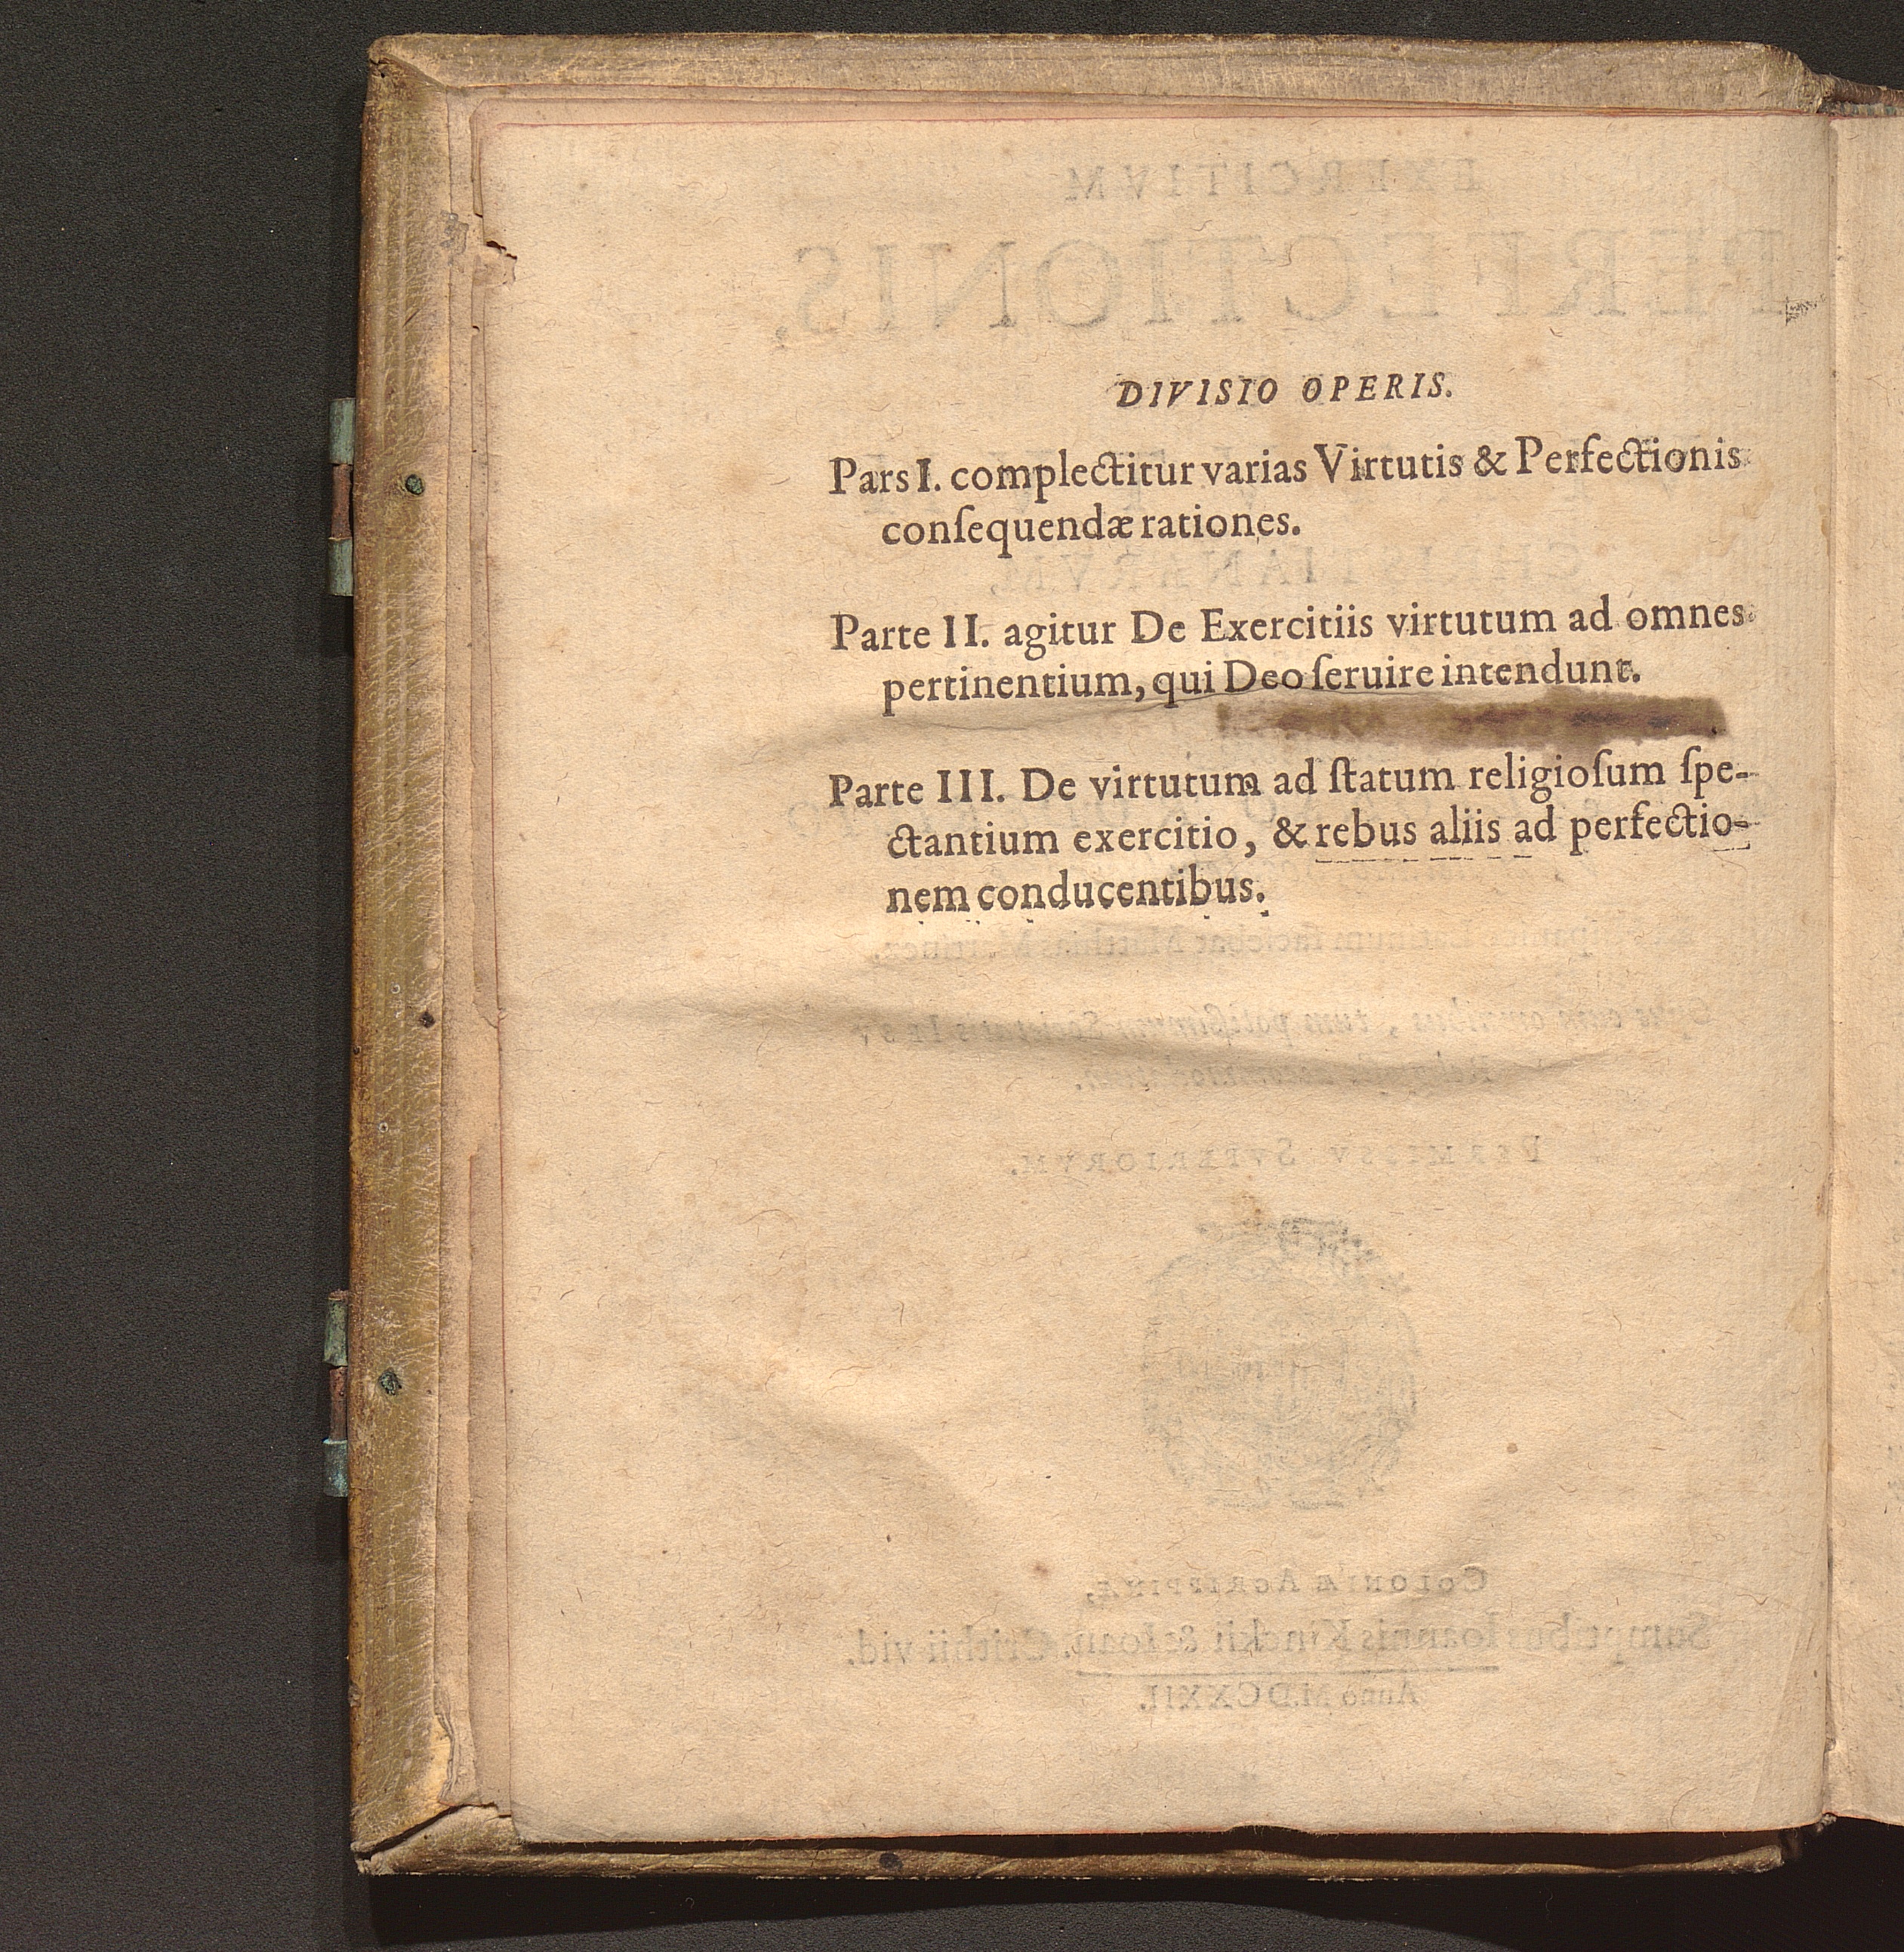 DIVISIO OPERIS.
Pars I. complectitur varias Virtutis & Perfectionis
conſequendæ rationes.
Parte II. agitur De Exercitiis virtutum ad omnes
pertinentium, qui Deo ſeruire intendunt.
Parte III. De virtutum ad ſtatum religioſum ſpe-
ctantium exercitio, & rebus aliis ad perfectio-
nem conducentibus.